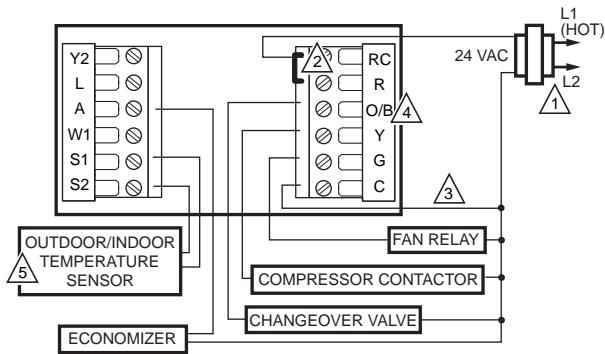 L1
(HOT)
24 VAC
L2
1
Y2
L
A
W1
S1
S2
2
RC
R
O/B
Y
G
C
4
3
5
OUTDOOR/INDOOR
TEMPERATURE
SENSOR
FAN RELAY
COMPRESSOR CONTACTOR
CHANGEOVER VALVE
ECONOMIZER